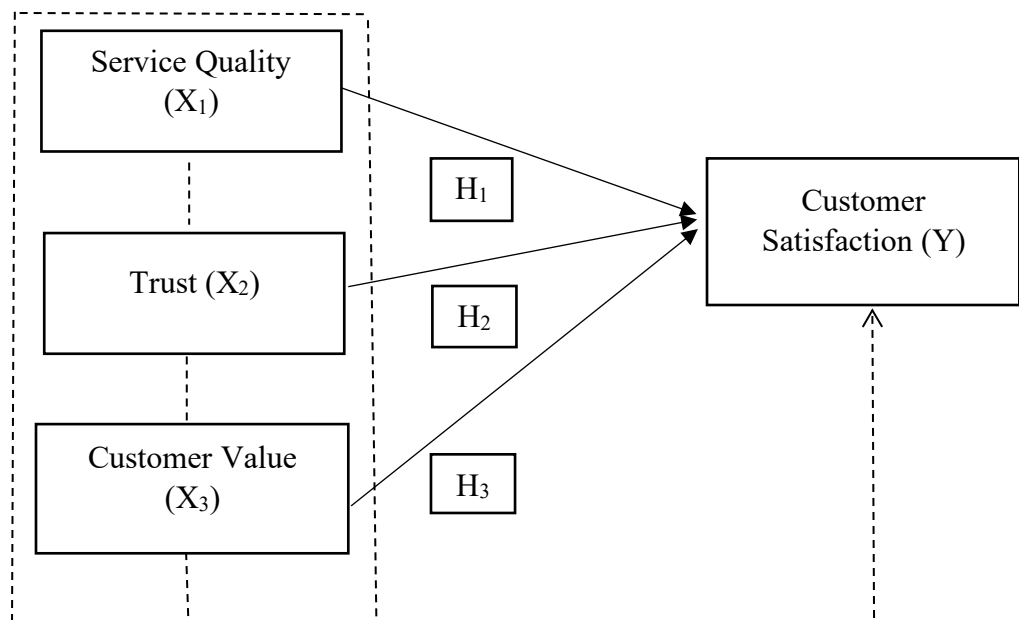 Service Quality
(X₁)
H₁
Customer
Satisfaction (Y)
Trust (X₂)
H₂
Customer Value
(X₃)
H₃